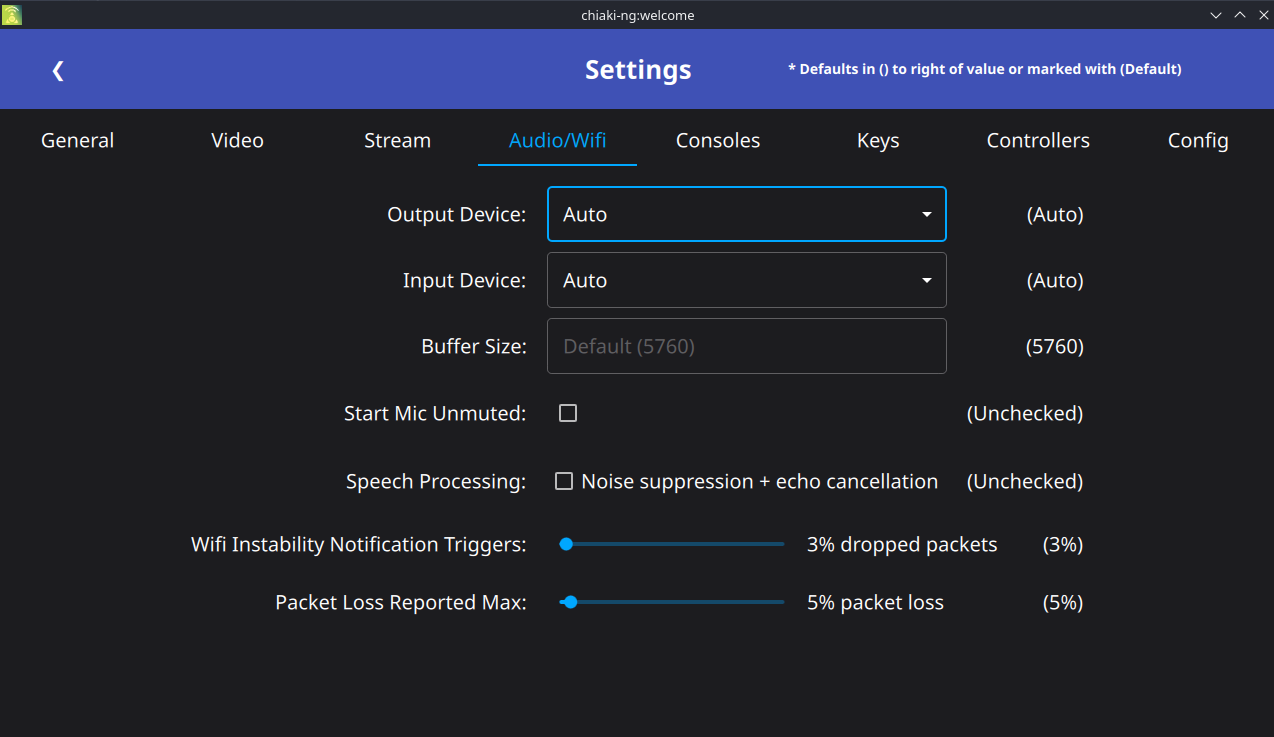 chiaki-ng:welcome
❮ Settings * Defaults in () to right of value or marked with (Default)
General Video Stream Audio/Wifi Consoles Keys Controllers Config
Output Device: Auto (Auto)
Input Device: Auto (Auto)
Buffer Size: Default (5760) (5760)
Start Mic Unmuted: (Unchecked)
Speech Processing: Noise suppression + echo cancellation (Unchecked)
Wifi Instability Notification Triggers: 3% dropped packets (3%)
Packet Loss Reported Max: 5% packet loss (5%)